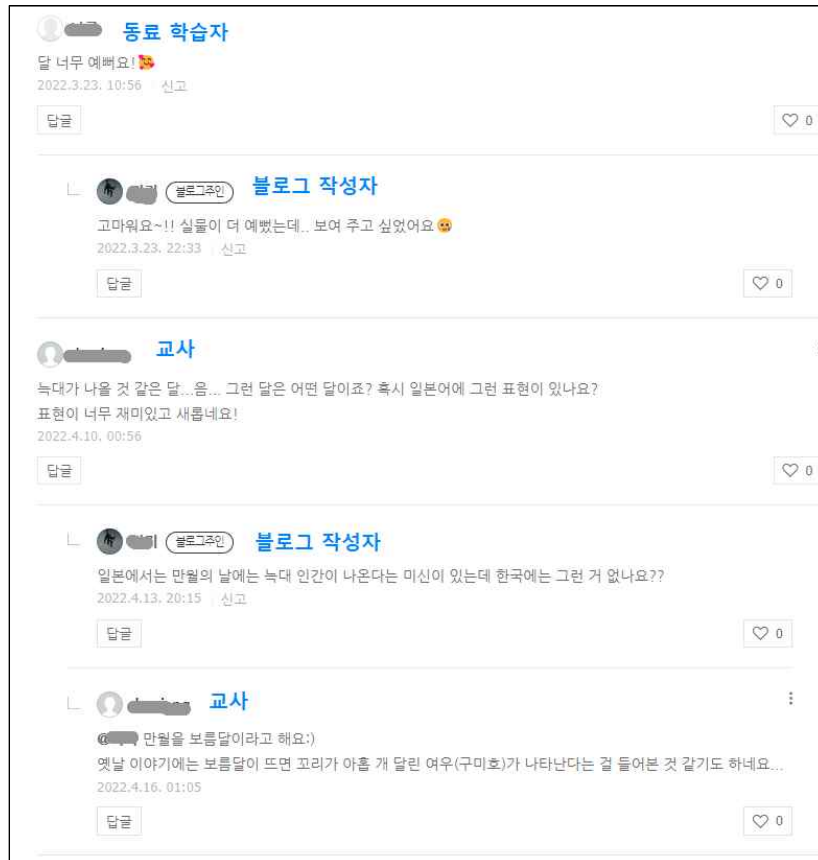 동료 학습자
달 너무 예뻐요!🥰
2022.3.23. 10:56 신고
답글
♡ 0
블로그주인 블로그 작성자
고마워요~!! 실물이 더 예뻤는데.. 보여 주고 싶었어요
2022.3.23. 22:33 신고
답글
♡ 0
교사
늑대가 나올 것 같은 달...음... 그런 달은 어떤 달이죠? 혹시 일본어에 그런 표현이 있나요?
표현이 너무 재미있고 새롭네요!
2022.4.10. 00:56
답글
♡ 0
블로그주인 블로그 작성자
일본에서는 만월의 날에는 늑대 인간이 나온다는 미신이 있는데 한국에는 그런 거 없나요??
2022.4.13. 20:15 신고
답글
♡ 0
교사
@ 만월을 보름달이라고 해요:)
옛날 이야기에는 보름달이 뜨면 꼬리가 아홉 개 달린 여우(구미호)가 나타난다는 걸 들어본 것 같기도 하네요...
2022.4.16. 01:05
답글
♡ 0